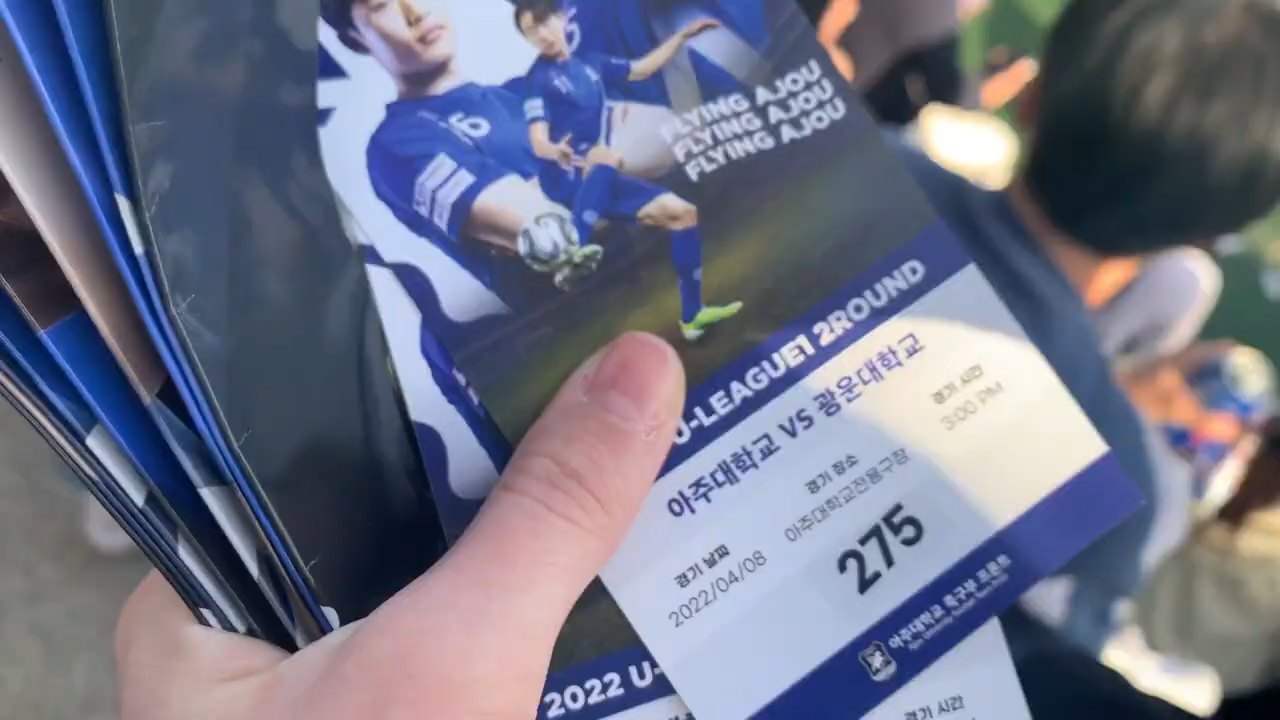 6
FLYING AJOU
FLYING AJOU
FLYING AJOU
U-LEAGUE1 2ROUND
아주대학교 VS 광운대학교
경기 날짜
2022/04/08
경기 장소
아주대학교전용구장
경기 시간
3:00 PM
275
아주대학교 축구부 프론트
2022 U-
경기 시간